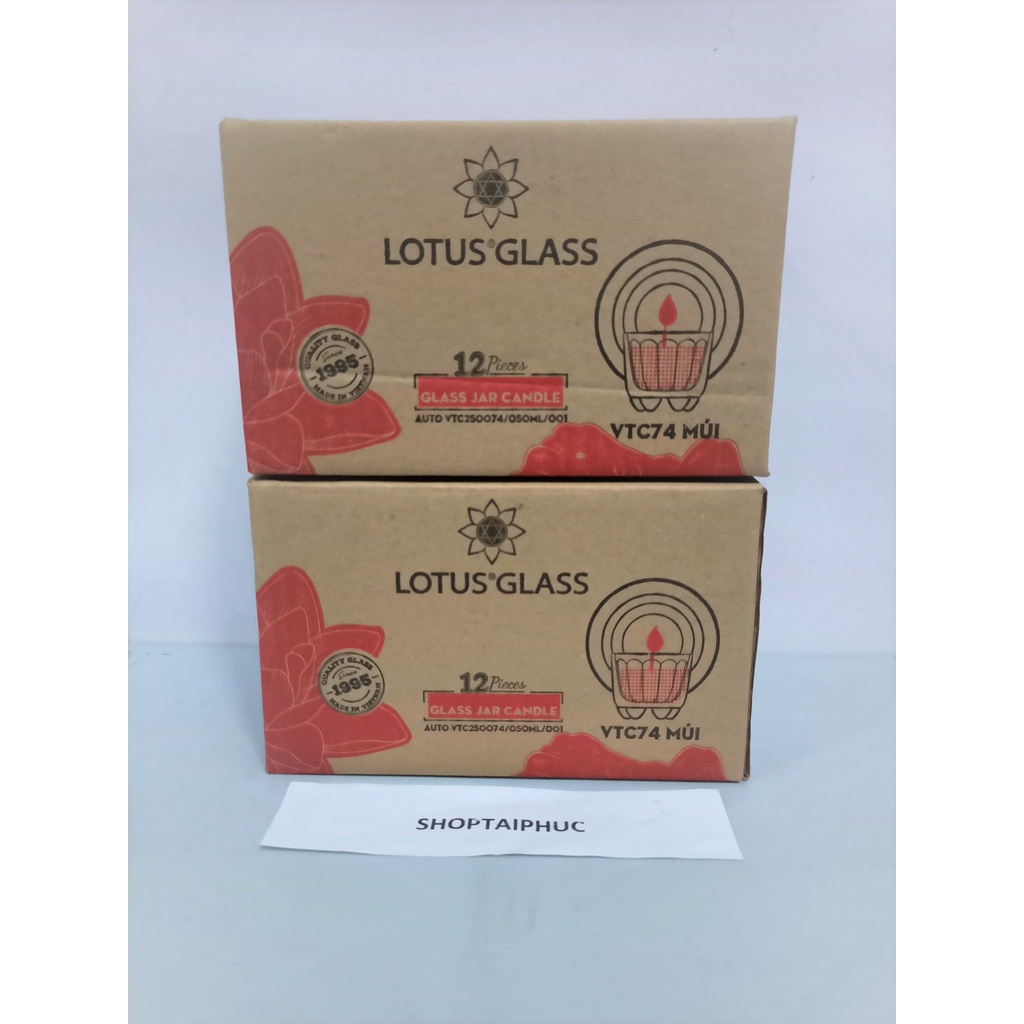 LOTUS®GLASS
QUALITY GLASS
Since
1995
MADE IN VIETNAM
12 Pieces
GLASS JAR CANDLE
AUTO VTC250074/050ML/001
VTC74 MÚI
LOTUS®GLASS
QUALITY GLASS
Since
1995
MADE IN VIETNAM
12 Pieces
GLASS JAR CANDLE
AUTO VTC250074/050ML/001
VTC74 MÚI
SHOPTAIPHUC